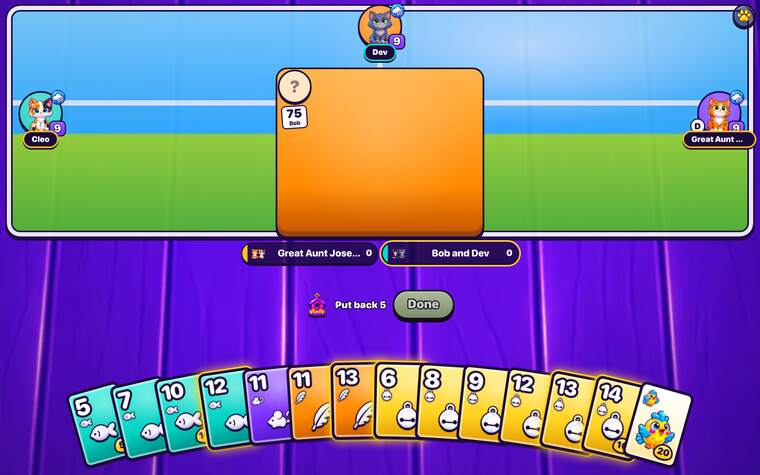 Dev
9
Cleo
9
?
75
Bob
D
9
Great Aunt ...
Great Aunt Jose... 0
Bob and Dev 0
Put back 5
Done
5
7
10
12
11
11
13
6
8
9
12
13
14
20